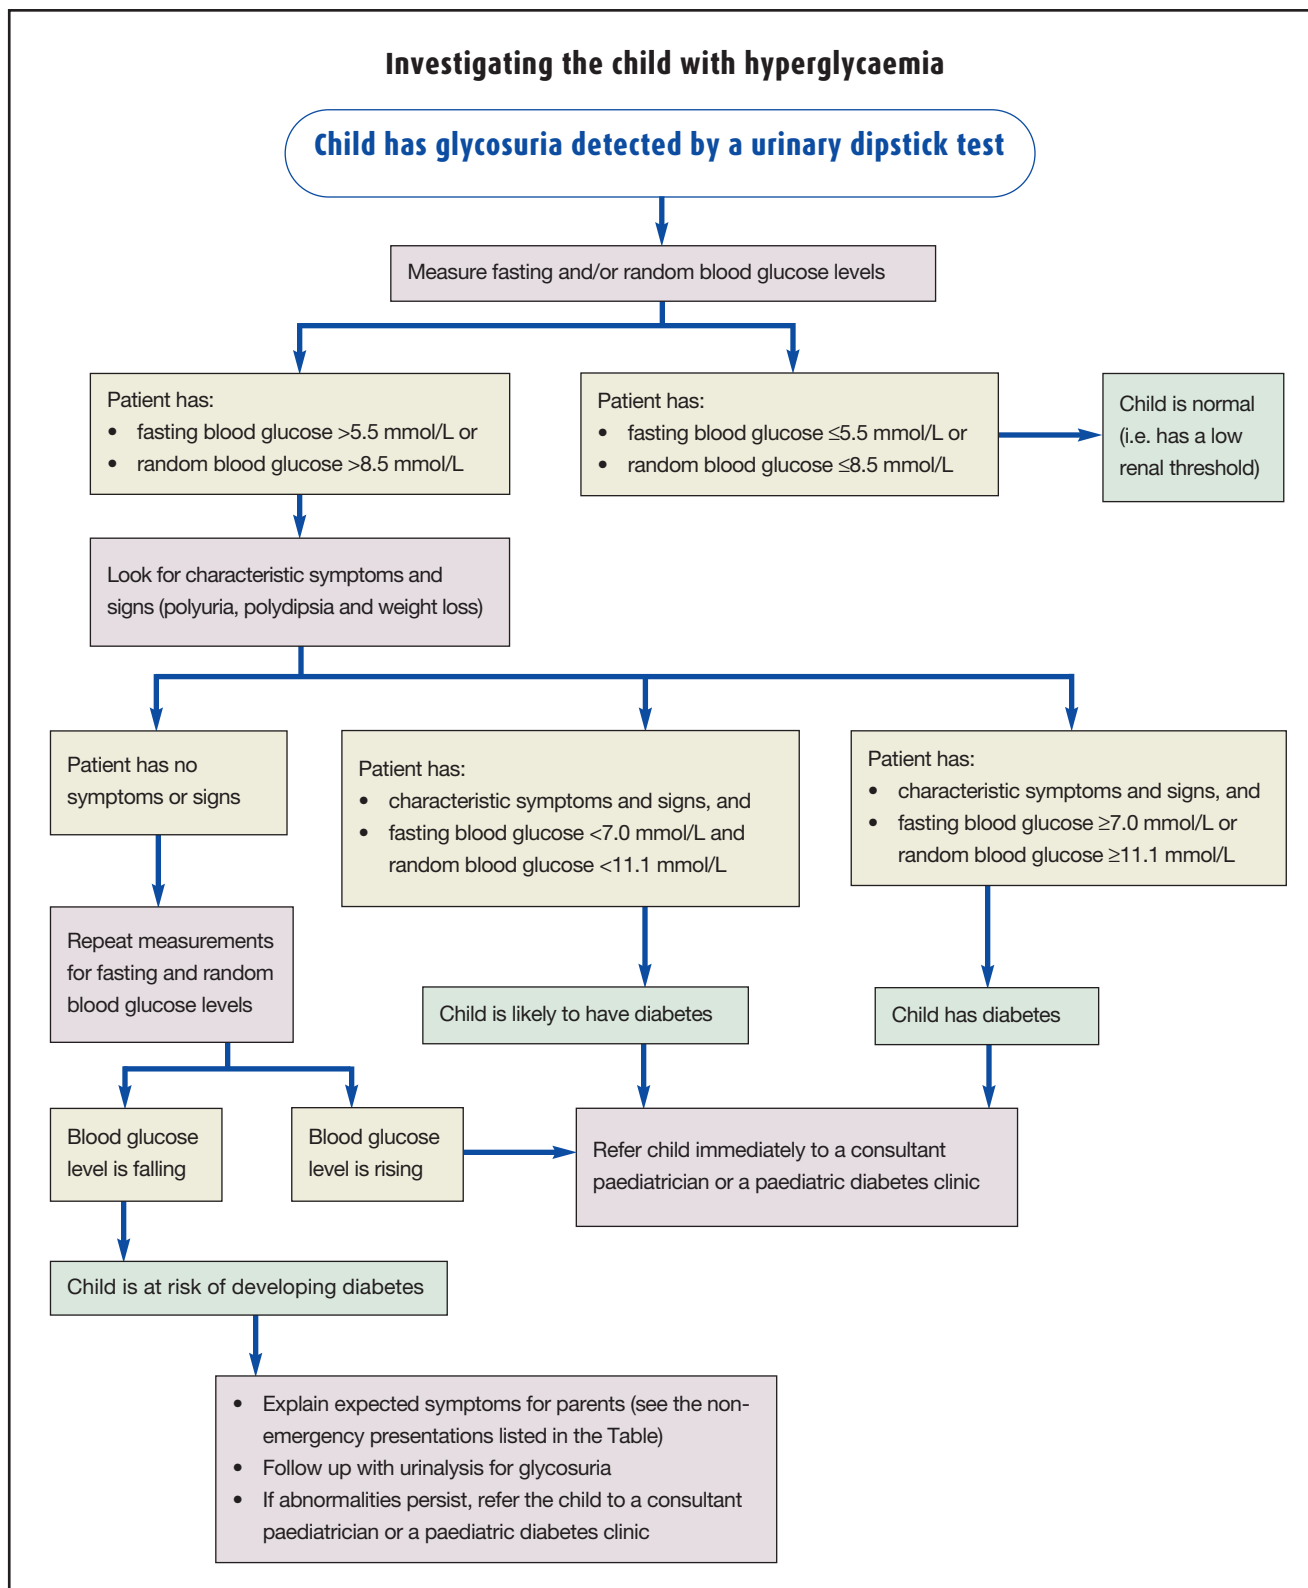 Investigating the child with hyperglycaemia
Child has glycosuria detected by a urinary dipstick test
Measure fasting and/or random blood glucose levels
Patient has:
• fasting blood glucose >5.5 mmol/L or
• random blood glucose >8.5 mmol/L
Patient has:
• fasting blood glucose ≤5.5 mmol/L or
• random blood glucose ≤8.5 mmol/L
Child is normal
(i.e. has a low
renal threshold)
Look for characteristic symptoms and
signs (polyuria, polydipsia and weight loss)
Patient has no
symptoms or signs
Patient has:
• characteristic symptoms and signs, and
• fasting blood glucose <7.0 mmol/L and
random blood glucose <11.1 mmol/L
Patient has:
• characteristic symptoms and signs, and
• fasting blood glucose ≥7.0 mmol/L or
random blood glucose ≥11.1 mmol/L
Repeat measurements
for fasting and random
blood glucose levels
Child is likely to have diabetes
Child has diabetes
Blood glucose
level is falling
Blood glucose
level is rising
Refer child immediately to a consultant
paediatrician or a paediatric diabetes clinic
Child is at risk of developing diabetes
• Explain expected symptoms for parents (see the non-
emergency presentations listed in the Table)
• Follow up with urinalysis for glycosuria
• If abnormalities persist, refer the child to a consultant
paediatrician or a paediatric diabetes clinic